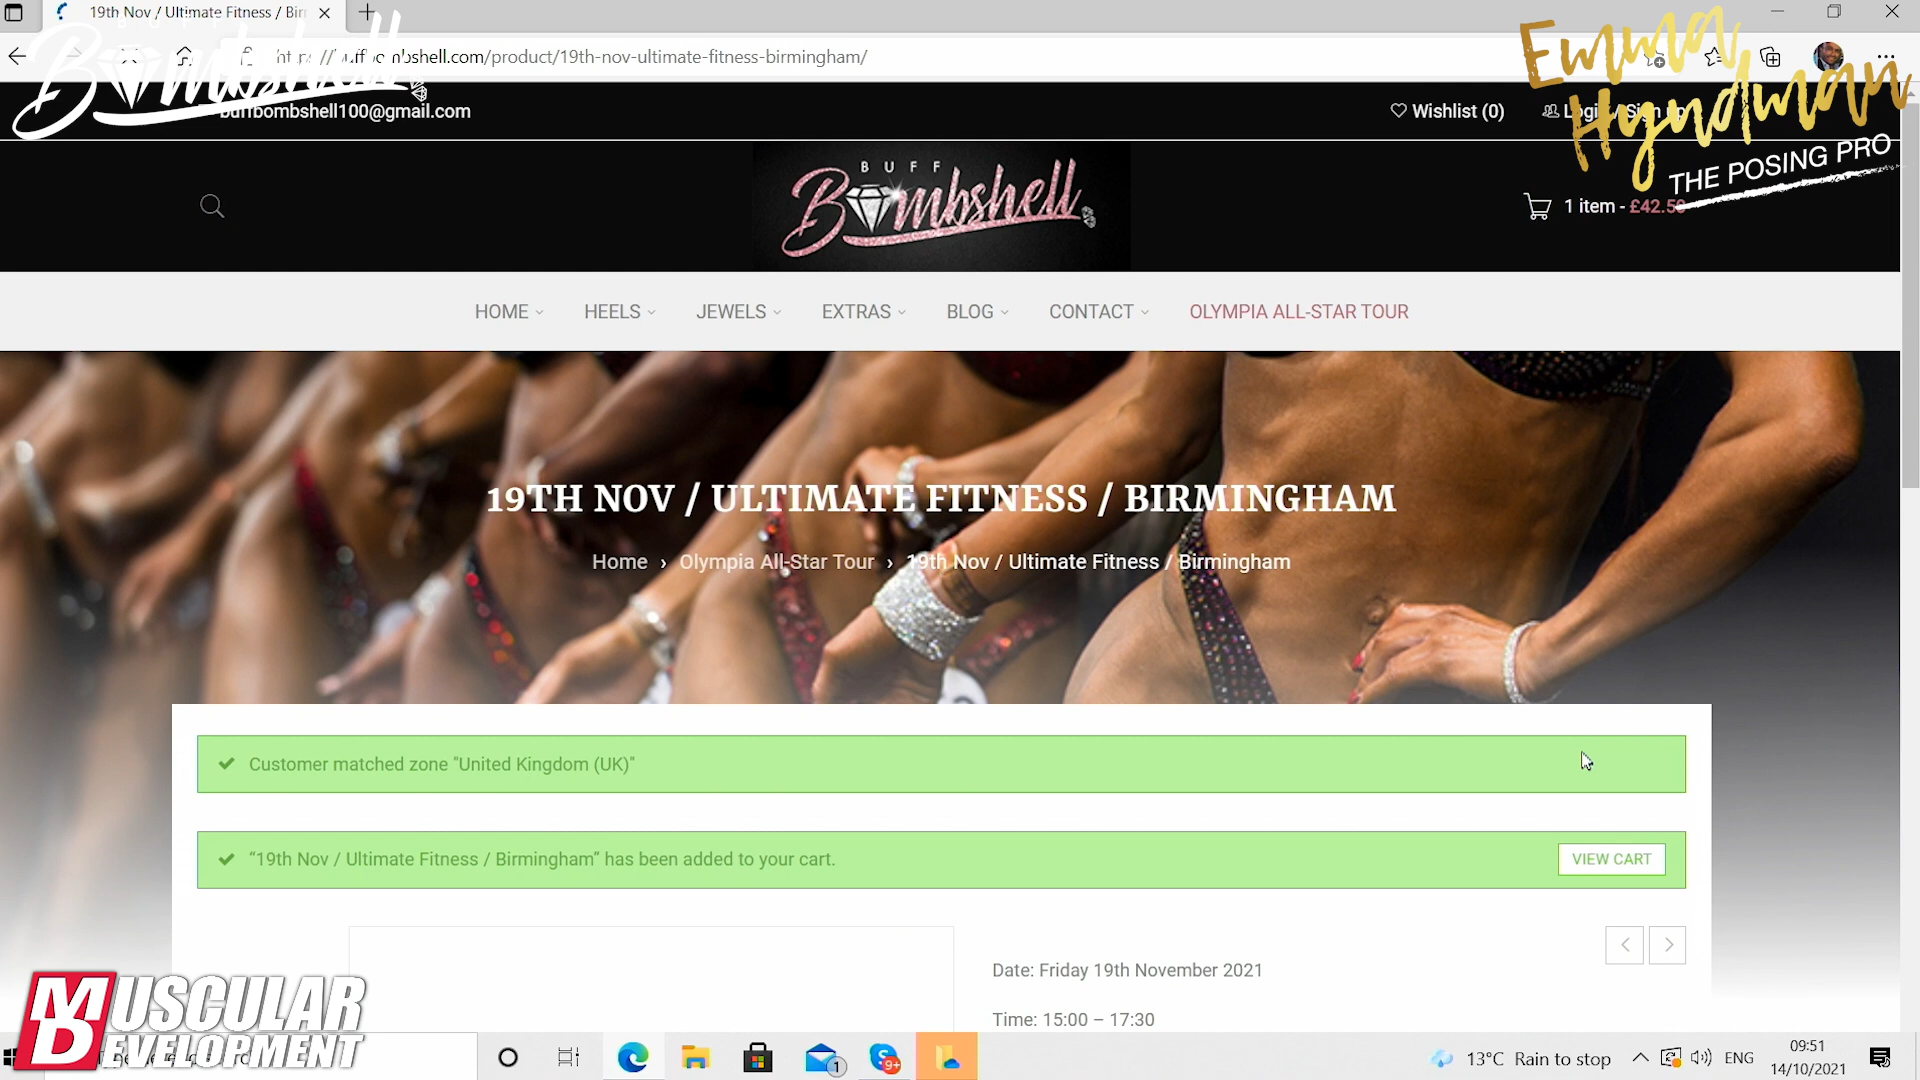 19th Nov / Ultimate Fitness / Bir
Bombshell
buffbombshell.com/product/19th-nov-ultimate-fitness-birmingham/
Emma
Hyndman
THE POSING PRO
buffbombshell100@gmail.com
Wishlist (0)
BUFF
Bombshell
1 item - £42.50
HOME
HEELS
JEWELS
EXTRAS
BLOG
CONTACT
OLYMPIA ALL-STAR TOUR
19TH NOV / ULTIMATE FITNESS / BIRMINGHAM
Home › Olympia All-Star Tour › 19th Nov / Ultimate Fitness / Birmingham
Customer matched zone "United Kingdom (UK)"
“19th Nov / Ultimate Fitness / Birmingham” has been added to your cart.
VIEW CART
Date: Friday 19th November 2021
Time: 15:00 – 17:30
MD
MUSCULAR
DEVELOPMENT
1
9+
13°C Rain to stop
ENG
09:51
14/10/2021